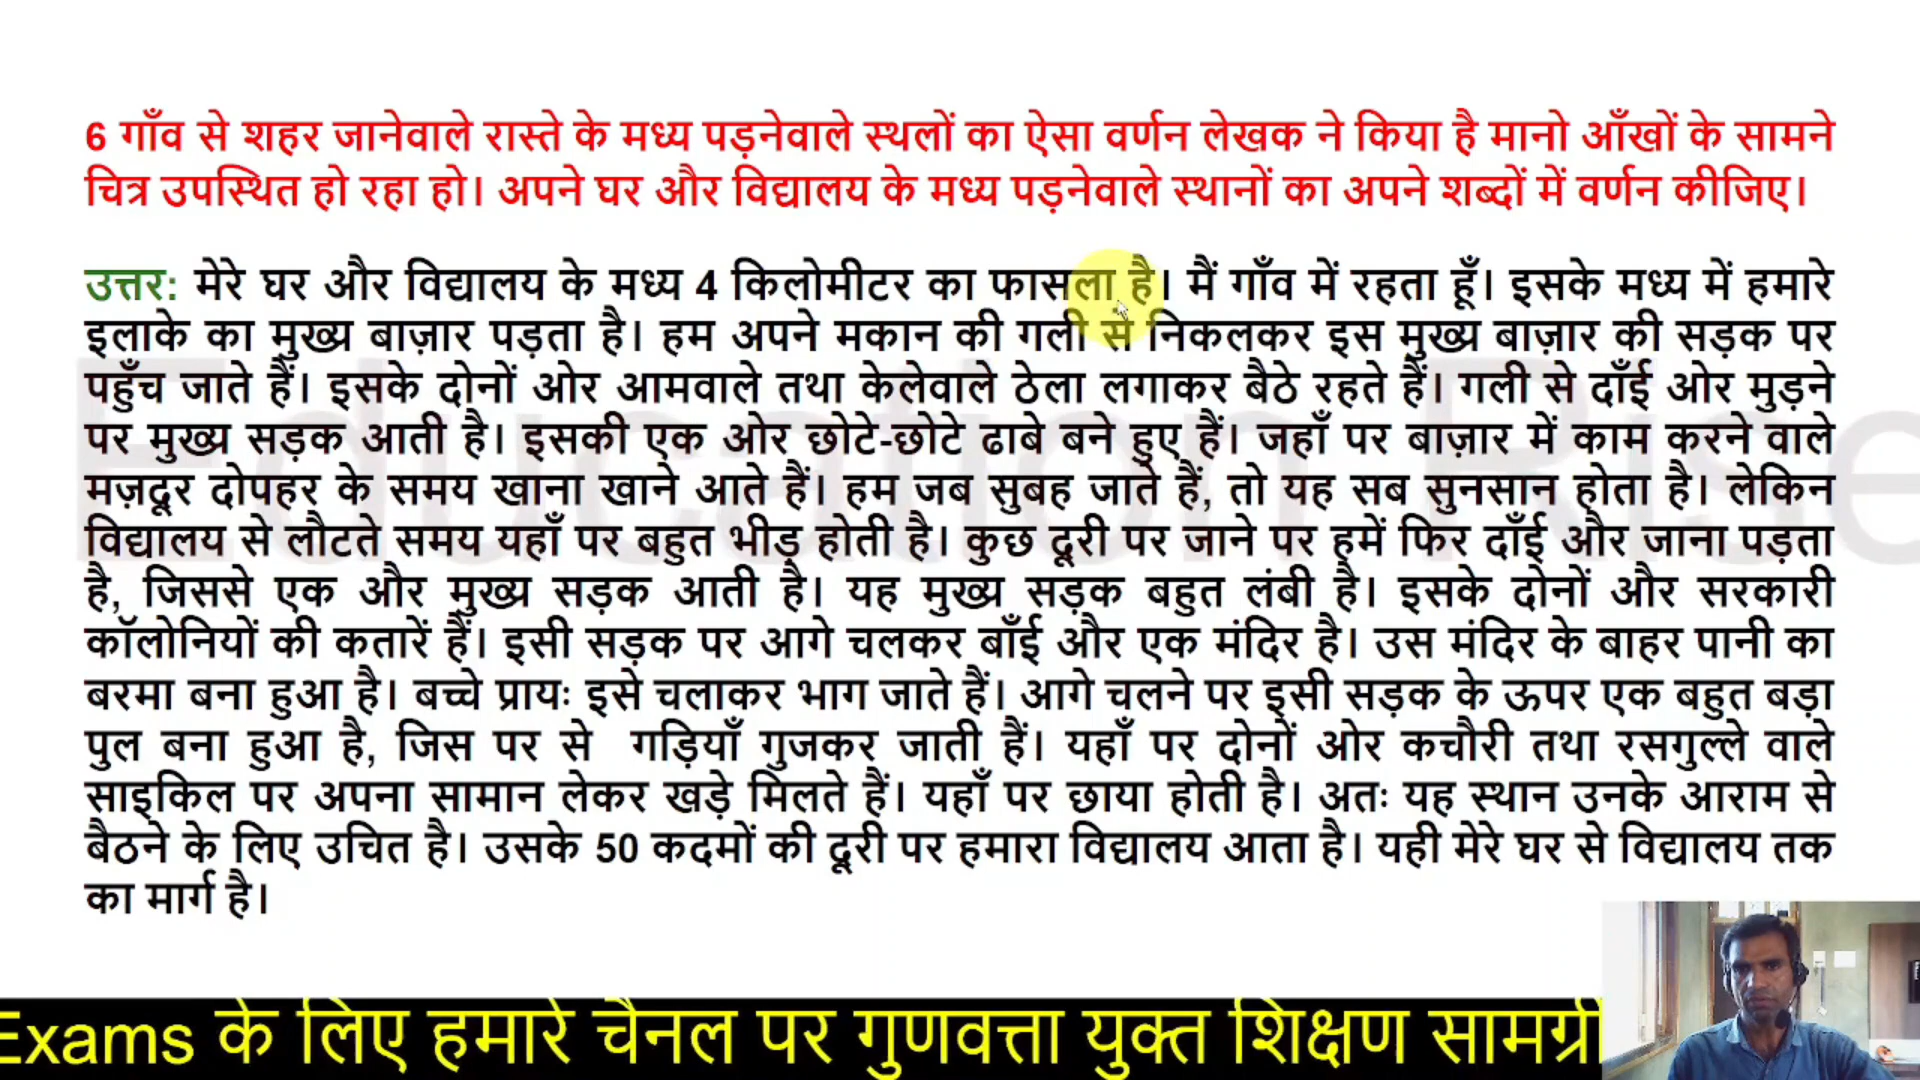 6 गाँव से शहर जानेवाले रास्ते के मध्य पड़नेवाले स्थलों का ऐसा वर्णन लेखक ने किया है मानो आँखों के सामने
चित्र उपस्थित हो रहा हो। अपने घर और विद्यालय के मध्य पड़नेवाले स्थानों का अपने शब्दों में वर्णन कीजिए।
उत्तर: मेरे घर और विद्यालय के मध्य 4 किलोमीटर का फासला है। मैं गाँव में रहता हूँ। इसके मध्य में हमारे
इलाके का मुख्य बाज़ार पड़ता है। हम अपने मकान की गली से निकलकर इस मुख्य बाज़ार की सड़क पर
पहुँच जाते हैं। इसके दोनों ओर आमवाले तथा केलेवाले ठेला लगाकर बैठे रहते हैं। गली से दाँई ओर मुड़ने
पर मुख्य सड़क आती है। इसकी एक ओर छोटे-छोटे ढाबे बने हुए हैं। जहाँ पर बाज़ार में काम करने वाले
मज़दूर दोपहर के समय खाना खाने आते हैं। हम जब सुबह जाते हैं, तो यह सब सुनसान होता है। लेकिन
विद्यालय से लौटते समय यहाँ पर बहुत भीड़ होती है। कुछ दूरी पर जाने पर हमें फिर दाँई और जाना पड़ता
है, जिससे एक और मुख्य सड़क आती है। यह मुख्य सड़क बहुत लंबी है। इसके दोनों और सरकारी
कॉलोनियों की कतारें हैं। इसी सड़क पर आगे चलकर बाँई और एक मंदिर है। उस मंदिर के बाहर पानी का
बरमा बना हुआ है। बच्चे प्रायः इसे चलाकर भाग जाते हैं। आगे चलने पर इसी सड़क के ऊपर एक बहुत बड़ा
पुल बना हुआ है, जिस पर से गड़ियाँ गुजकर जाती हैं। यहाँ पर दोनों ओर कचौरी तथा रसगुल्ले वाले
साइकिल पर अपना सामान लेकर खड़े मिलते हैं। यहाँ पर छाया होती है। अतः यह स्थान उनके आराम से
बैठने के लिए उचित है। उसके 50 कदमों की दूरी पर हमारा विद्यालय आता है। यही मेरे घर से विद्यालय तक
का मार्ग है।
Education Rise
Exams के लिए हमारे चैनल पर गुणवत्ता युक्त शिक्षण सामग्री